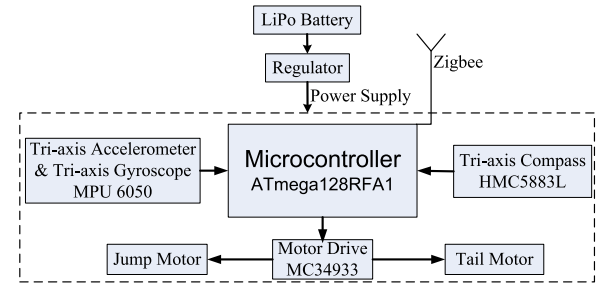 LiPo Battery
Zigbee
Regulator
Power Supply
Tri-axis Accelerometer
& Tri-axis Gyroscope
MPU 6050
Microcontroller
ATmega128RFA1
Tri-axis Compass
HMC5883L
Jump Motor
Motor Drive
MC34933
Tail Motor